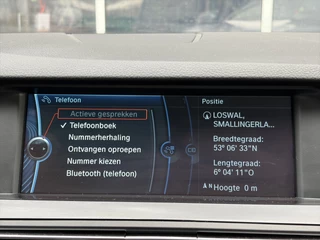 Telefoon
Actieve gesprekken
Telefoonboek
Nummerherhaling
Ontvangen oproepen
Nummer kiezen
Bluetooth (telefoon)
Positie
LOSWAL,
SMALLINGERLA...
Breedtegraad:
53° 06' 33"N
Lengtegraad:
6° 04' 11"O
N Hoogte 0 m